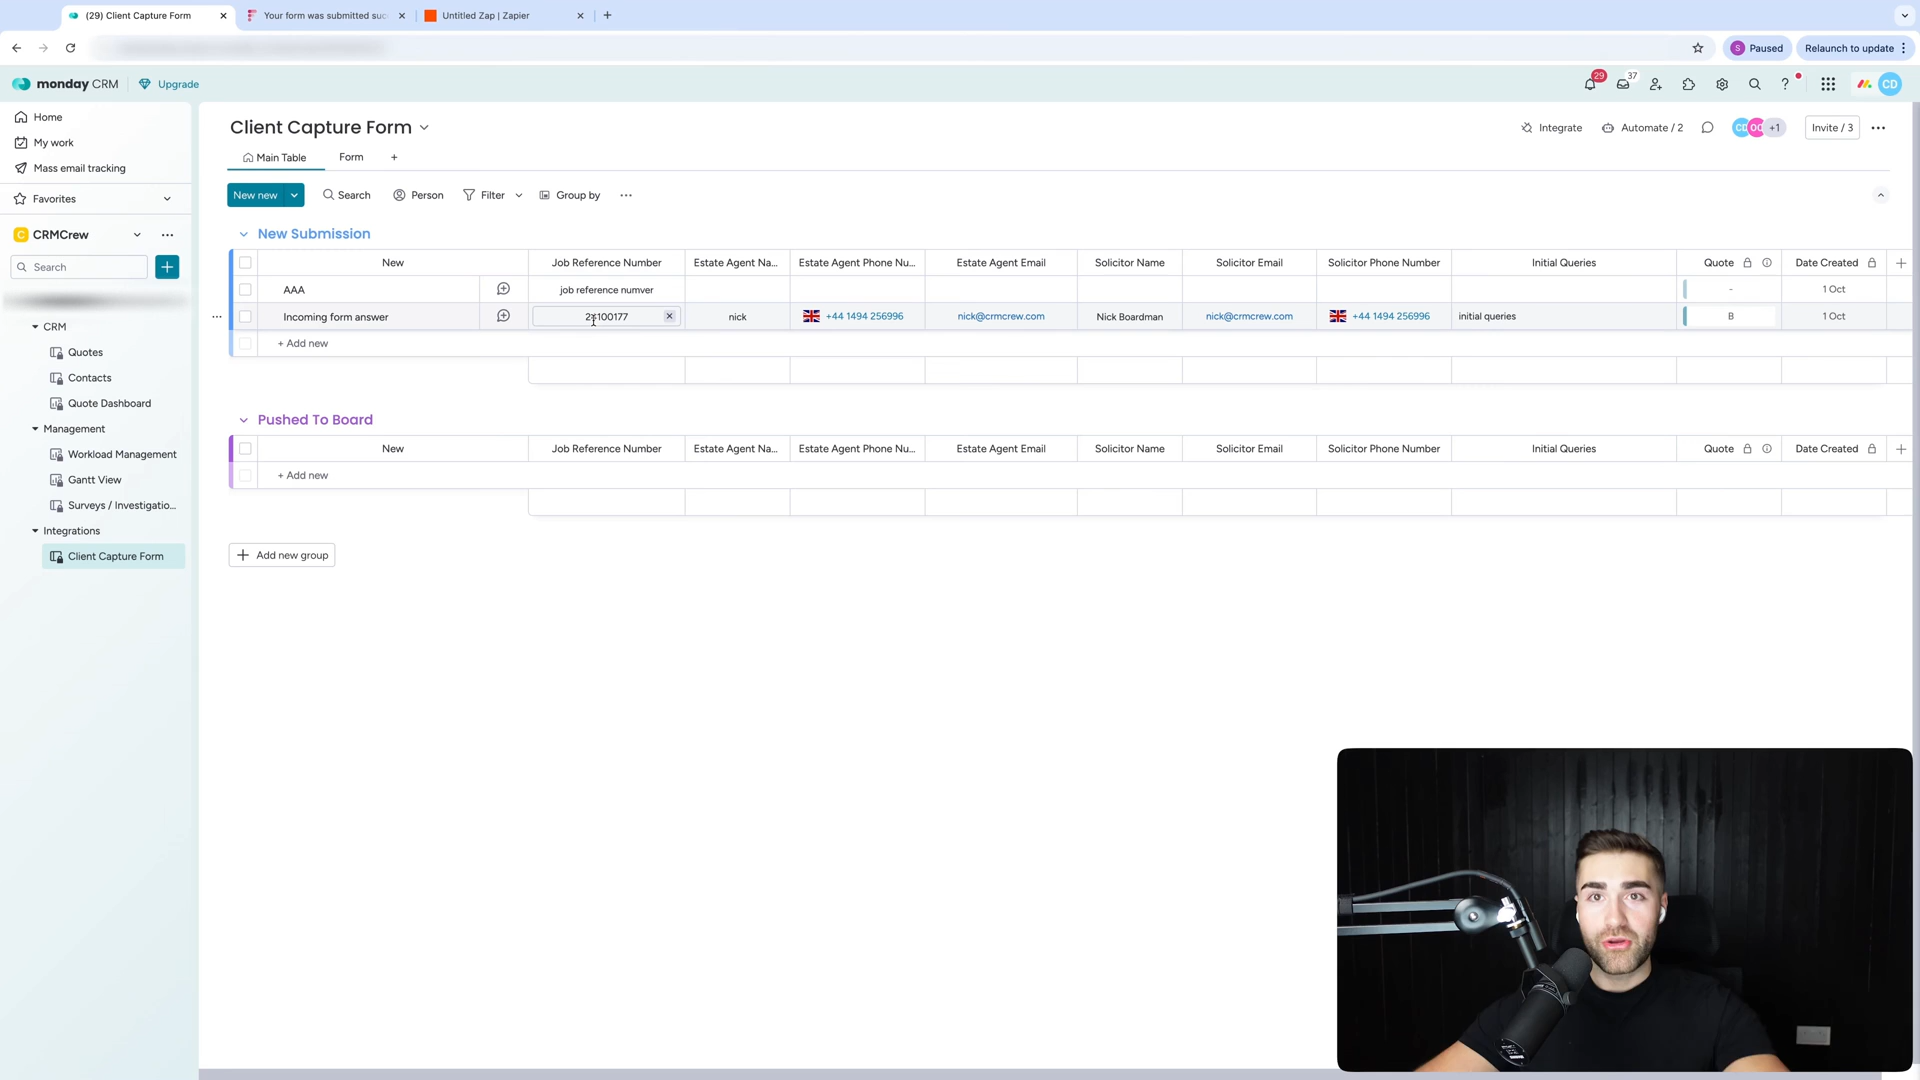 (29) Client Capture Form
Your form was submitted suc
Untitled Zap | Zapier
S Paused
Relaunch to update
monday CRM
Upgrade
29
37
CD
Home
My work
Mass email tracking
Favorites
C CRMCrew
Search
CRM
Quotes
Contacts
Quote Dashboard
Management
Workload Management
Gantt View
Surveys / Investigatio...
Integrations
Client Capture Form
Client Capture Form
Integrate
Automate / 2
+1
Invite / 3
Main Table
Form
New new
Search
Person
Filter
Group by
New Submission
New
Job Reference Number
Estate Agent Na...
Estate Agent Phone Nu...
Estate Agent Email
Solicitor Name
Solicitor Email
Solicitor Phone Number
Initial Queries
Quote
Date Created
AAA
job reference numver
-
1 Oct
Incoming form answer
nick
+44 1494 256996
nick@crmcrew.com
Nick Boardman
nick@crmcrew.com
+44 1494 256996
initial queries
B
1 Oct
+ Add new
Pushed To Board
New
Job Reference Number
Estate Agent Na...
Estate Agent Phone Nu...
Estate Agent Email
Solicitor Name
Solicitor Email
Solicitor Phone Number
Initial Queries
Quote
Date Created
+ Add new
Add new group